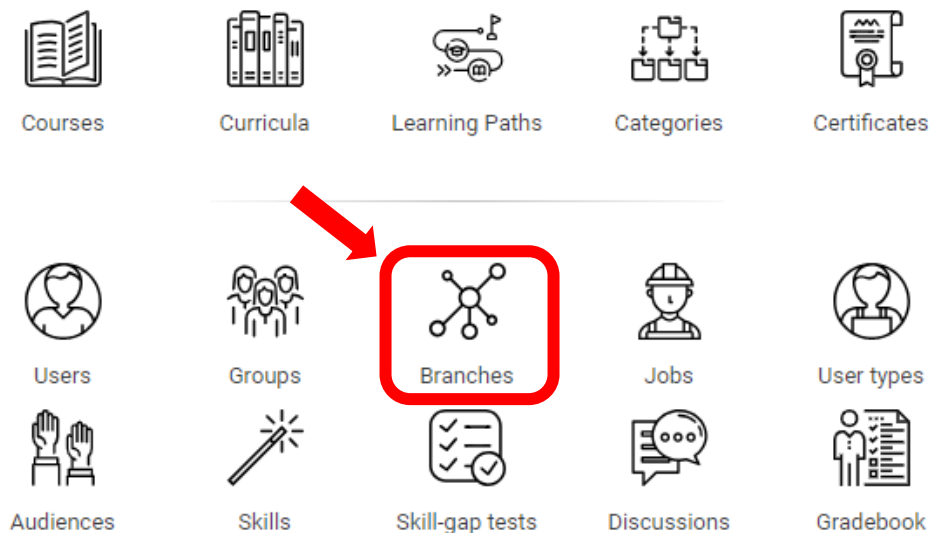 Courses Curricula Learning Paths Categories Certificates
Users Groups Branches Jobs User types
Audiences Skills Skill-gap tests Discussions Gradebook